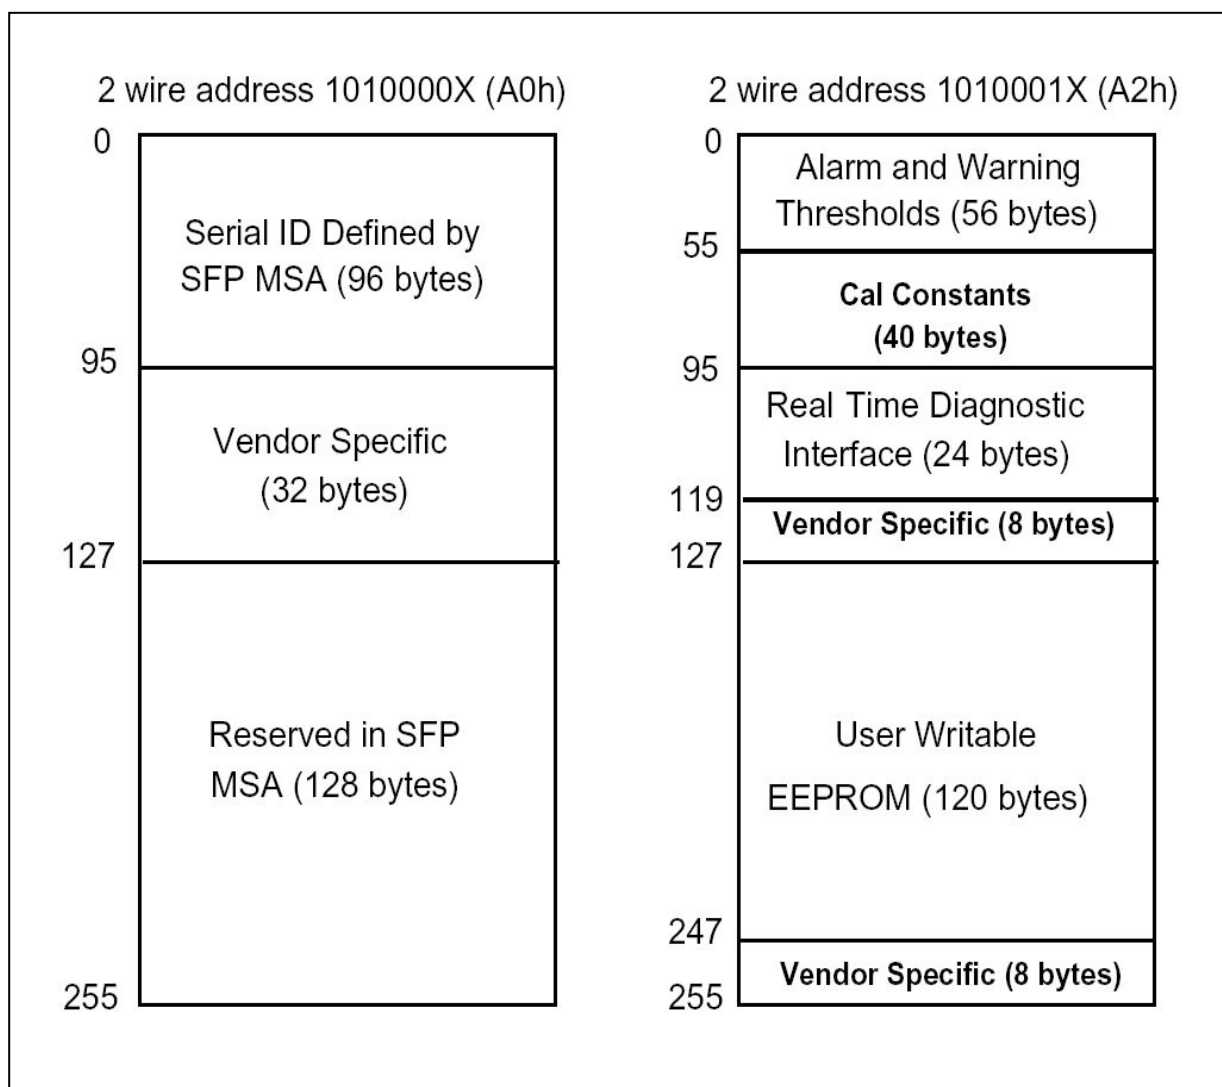 2 wire address 1010000X (A0h)
0
Serial ID Defined by
SFP MSA (96 bytes)
95
Vendor Specific
(32 bytes)
127
Reserved in SFP
MSA (128 bytes)
255
2 wire address 1010001X (A2h)
0
Alarm and Warning
Thresholds (56 bytes)
55
Cal Constants
(40 bytes)
95
Real Time Diagnostic
Interface (24 bytes)
119
Vendor Specific (8 bytes)
127
User Writable
EEPROM (120 bytes)
247
Vendor Specific (8 bytes)
255